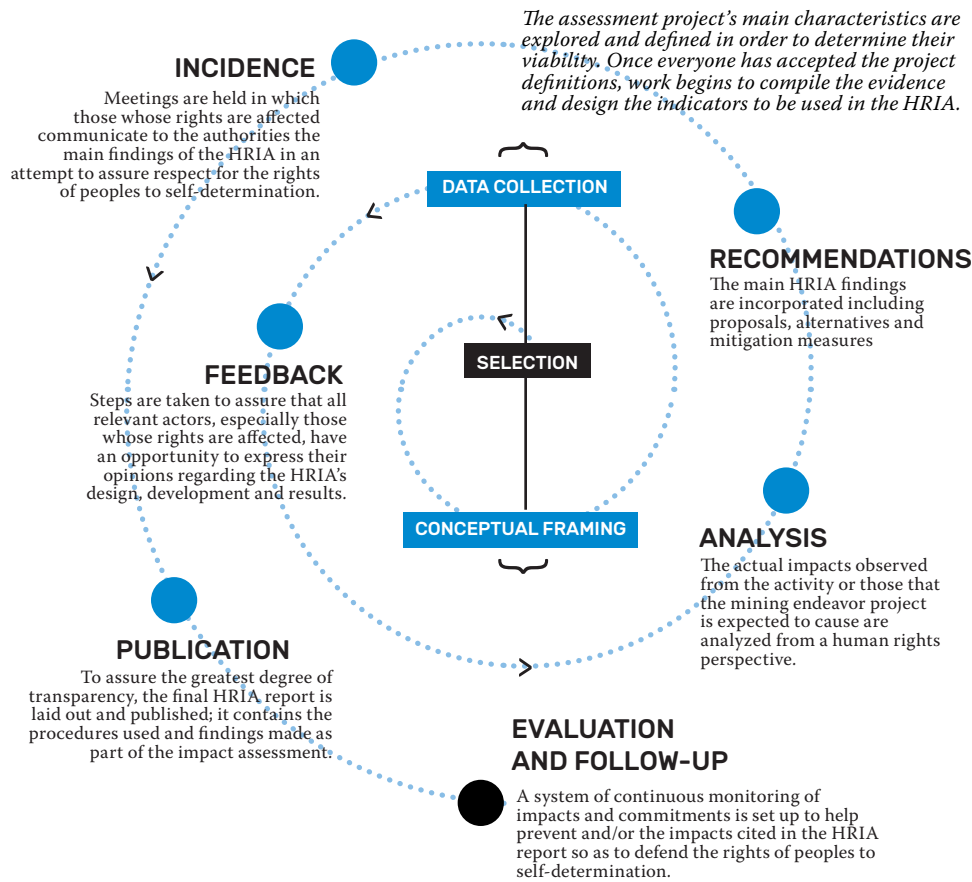 The assessment project's main characteristics are
explored and defined in order to determine their
viability. Once everyone has accepted the project
definitions, work begins to compile the evidence
and design the indicators to be used in the HRIA.
INCIDENCE
Meetings are held in which
those whose rights are affected
communicate to the authorities the
main findings of the HRIA in an
attempt to assure respect for the rights
of peoples to self-determination.
DATA COLLECTION
RECOMMENDATIONS
The main HRIA findings
are incorporated including
proposals, alternatives and
mitigation measures
SELECTION
FEEDBACK
Steps are taken to assure that all
relevant actors, especially those
whose rights are affected, have
an opportunity to express their
opinions regarding the HRIA's
design, development and results.
CONCEPTUAL FRAMING
ANALYSIS
The actual impacts observed
from the activity or those that
the mining endeavor project
is expected to cause are
analyzed from a human rights
perspective.
PUBLICATION
To assure the greatest degree of
transparency, the final HRIA report is
laid out and published; it contains the
procedures used and findings made as
part of the impact assessment.
EVALUATION
AND FOLLOW-UP
A system of continuous monitoring of
impacts and commitments is set up to help
prevent and/or the impacts cited in the HRIA
report so as to defend the rights of peoples to
self-determination.